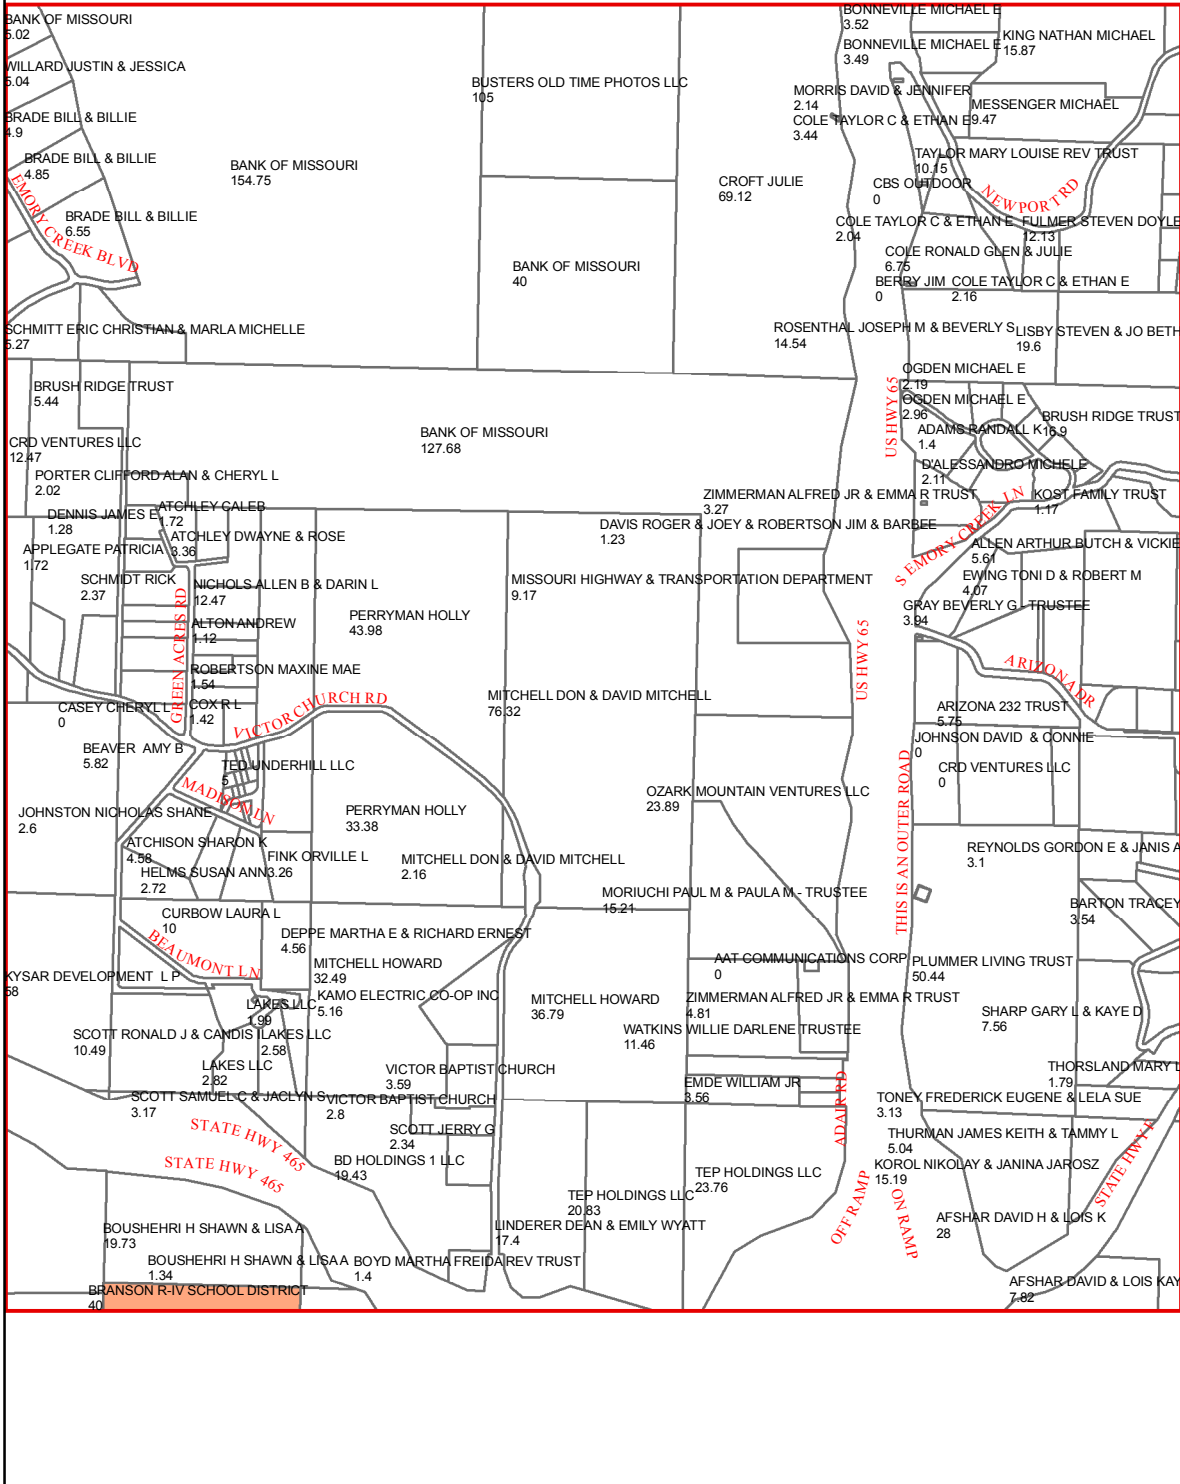 BANK OF MISSOURI
5.02
BONNEVILLE MICHAEL E
3.52
KING NATHAN MICHAEL
15.87
BONNEVILLE MICHAEL E
3.49
WILLARD JUSTIN & JESSICA
5.04
BUSTERS OLD TIME PHOTOS LLC
105
MORRIS DAVID & JENNIFER
2.14
MESSENGER MICHAEL
9.47
BRADE BILL & BILLIE
4.9
COLE TAYLOR C & ETHAN E
3.44
BRADE BILL & BILLIE
4.85
BANK OF MISSOURI
154.75
TAYLOR MARY LOUISE REV TRUST
10.15
CROFT JULIE
69.12
CBS OUTDOOR
0
NEWPORT RD
EMORY CREEK BLVD
BRADE BILL & BILLIE
6.55
COLE TAYLOR C & ETHAN E
2.04
FULMER STEVEN DOYLE
12.13
COLE RONALD GLEN & JULIE
6.75
BANK OF MISSOURI
40
BERRY JIM
0
COLE TAYLOR C & ETHAN E
2.16
SCHMITT ERIC CHRISTIAN & MARLA MICHELLE
5.27
ROSENTHAL JOSEPH M & BEVERLY S
14.54
LISBY STEVEN & JO BETH
19.6
OGDEN MICHAEL E
2.19
BRUSH RIDGE TRUST
5.44
US HWY 65
OGDEN MICHAEL E
2.96
BRUSH RIDGE TRUST
16.9
ADAMS RANDALL K
1.4
BANK OF MISSOURI
127.68
CRD VENTURES LLC
12.47
D'ALESSANDRO MICHELE
2.11
PORTER CLIFFORD ALAN & CHERYL L
2.02
ZIMMERMAN ALFRED JR & EMMA R TRUST
3.27
KOST FAMILY TRUST
1.17
ATCHLEY CALEB
1.72
DENNIS JAMES E
1.28
DAVIS ROGER & JOEY & ROBERTSON JIM & BARBEE
1.23
S EMORY CREEK LN
ATCHLEY DWAYNE & ROSE
3.36
ALLEN ARTHUR BUTCH & VICKIE
5.61
APPLEGATE PATRICIA
1.72
SCHMIDT RICK
2.37
NICHOLS ALLEN B & DARIN L
12.47
MISSOURI HIGHWAY & TRANSPORTATION DEPARTMENT
9.17
EWING TONI D & ROBERT M
4.07
GRAY BEVERLY G - TRUSTEE
3.94
PERRYMAN HOLLY
43.98
ALTON ANDREW
1.12
GREEN ACRES RD
US HWY 65
ARIZONA DR
ROBERTSON MAXINE MAE
1.54
MITCHELL DON & DAVID MITCHELL
76.32
CASEY CHERYL L
0
COX R L
1.42
VICTOR CHURCH RD
ARIZONA 232 TRUST
5.75
BEAVER AMY B
5.82
JOHNSON DAVID & CONNIE
0
TED UNDERHILL LLC
5
CRD VENTURES LLC
0
MADISON LN
OZARK MOUNTAIN VENTURES LLC
23.89
THIS IS AN OUTER ROAD
JOHNSTON NICHOLAS SHANE
2.6
PERRYMAN HOLLY
33.38
ATCHISON SHARON K
4.58
REYNOLDS GORDON E & JANIS A
3.1
FINK ORVILLE L
3.26
MITCHELL DON & DAVID MITCHELL
2.16
HELMS SUSAN ANN
2.72
MORIUCHI PAUL M & PAULA M - TRUSTEE
15.21
BARTON TRACEY
3.54
CURBOW LAURA L
10
DEPPE MARTHA E & RICHARD ERNEST
4.56
BEAUMONT LN
AAT COMMUNICATIONS CORP
0
PLUMMER LIVING TRUST
50.44
MITCHELL HOWARD
32.49
KYSAR DEVELOPMENT L P
58
KAMO ELECTRIC CO-OP INC
5.16
MITCHELL HOWARD
36.79
ZIMMERMAN ALFRED JR & EMMA R TRUST
4.81
LAKES LLC
1.99
SHARP GARY L & KAYE D
7.56
WATKINS WILLIE DARLENE TRUSTEE
11.46
SCOTT RONALD J & CANDIS I
10.49
LAKES LLC
2.58
LAKES LLC
2.82
VICTOR BAPTIST CHURCH
3.59
THORSLAND MARY L
1.79
EMDE WILLIAM JR
3.56
ADAIR RD
SCOTT SAMUEL C & JACLYN S
3.17
VICTOR BAPTIST CHURCH
2.8
TONEY FREDERICK EUGENE & LELA SUE
3.13
STATE HWY 465
SCOTT JERRY G
2.34
THURMAN JAMES KEITH & TAMMY L
5.04
STATE HWY F
STATE HWY 465
BD HOLDINGS 1 LLC
19.43
KOROL NIKOLAY & JANINA JAROSZ
15.19
TEP HOLDINGS LLC
23.76
TEP HOLDINGS LLC
20.83
OFF RAMP
ON RAMP
AFSHAR DAVID H & LOIS K
28
BOUSHEHRI H SHAWN & LISA A
19.73
LINDERER DEAN & EMILY WYATT
17.4
BOUSHEHRI H SHAWN & LISA A
1.34
BOYD MARTHA FREIDA REV TRUST
1.4
AFSHAR DAVID & LOIS KAY
7.82
BRANSON R-IV SCHOOL DISTRICT
40